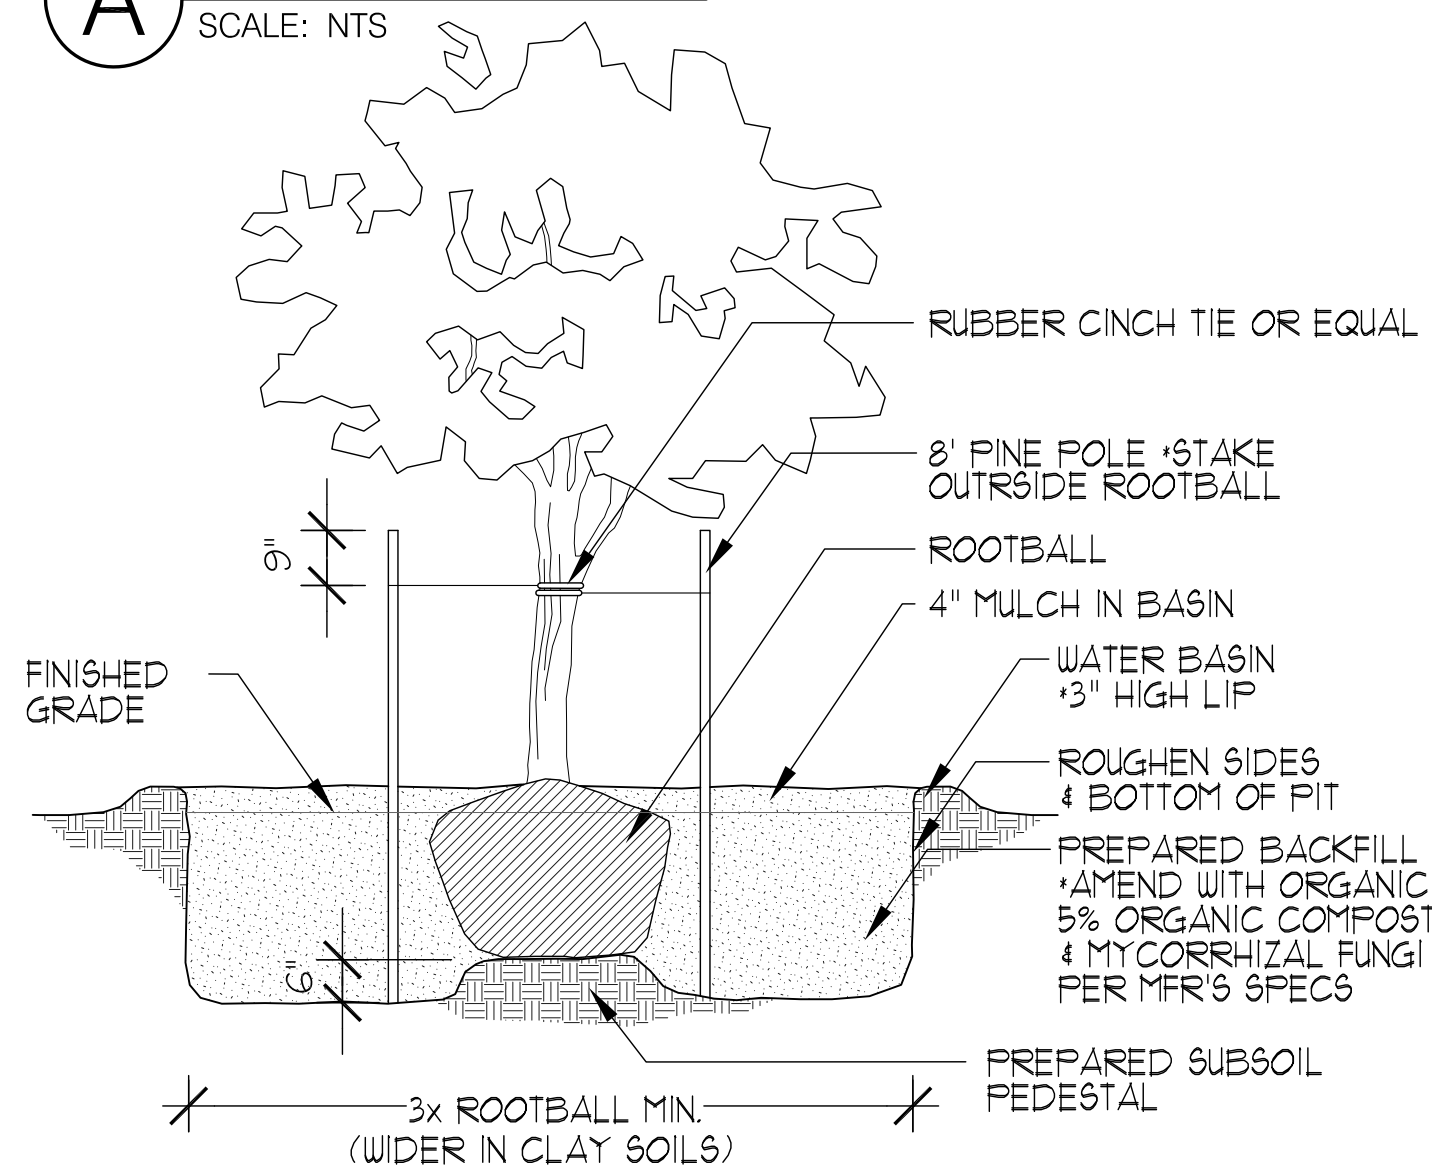 A
SCALE: NTS
RUBBER CINCH TIE OR EQUAL
8' PINE POLE *STAKE
OUTRSIDE ROOTBALL
9"
ROOTBALL
4" MULCH IN BASIN
FINISHED
GRADE
WATER BASIN
*3" HIGH LIP
ROUGHEN SIDES
& BOTTOM OF PIT
PREPARED BACKFILL
*AMEND WITH ORGANIC
5% ORGANIC COMPOST
& MYCORRHIZAL FUNGI
PER MFR'S SPECS
6"
PREPARED SUBSOIL
PEDESTAL
3x ROOTBALL MIN.
(WIDER IN CLAY SOILS)